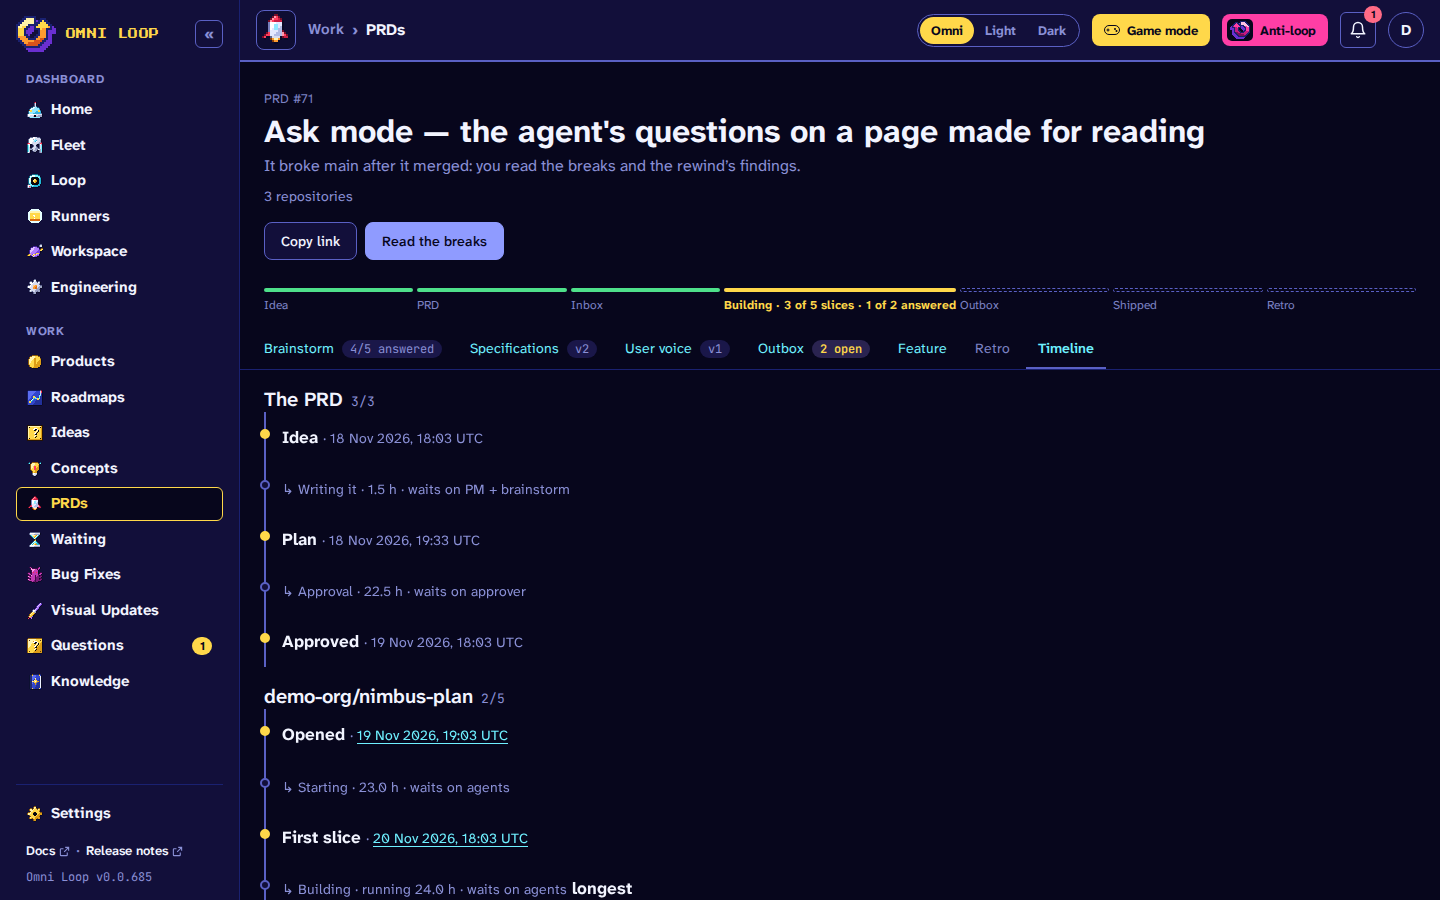 OMNI LOOP
«
DASHBOARD
Home
Fleet
Loop
Runners
Workspace
Engineering
WORK
Products
Roadmaps
Ideas
Concepts
PRDs
Waiting
Bug Fixes
Visual Updates
Questions 1
Knowledge
Settings
Docs · Release notes
Omni Loop v0.0.685
Work › PRDs
Omni Light Dark
Game mode
Anti-loop
1
D
PRD #71
Ask mode — the agent's questions on a page made for reading
It broke main after it merged: you read the breaks and the rewind's findings.
3 repositories
Copy link Read the breaks
Idea PRD Inbox Building · 3 of 5 slices · 1 of 2 answered Outbox Shipped Retro
Brainstorm 4/5 answered Specifications v2 User voice v1 Outbox 2 open Feature Retro Timeline
The PRD 3/3
Idea · 18 Nov 2026, 18:03 UTC
↳ Writing it · 1.5 h · waits on PM + brainstorm
Plan · 18 Nov 2026, 19:33 UTC
↳ Approval · 22.5 h · waits on approver
Approved · 19 Nov 2026, 18:03 UTC
demo-org/nimbus-plan 2/5
Opened · 19 Nov 2026, 19:03 UTC
↳ Starting · 23.0 h · waits on agents
First slice · 20 Nov 2026, 18:03 UTC
↳ Building · running 24.0 h · waits on agents longest